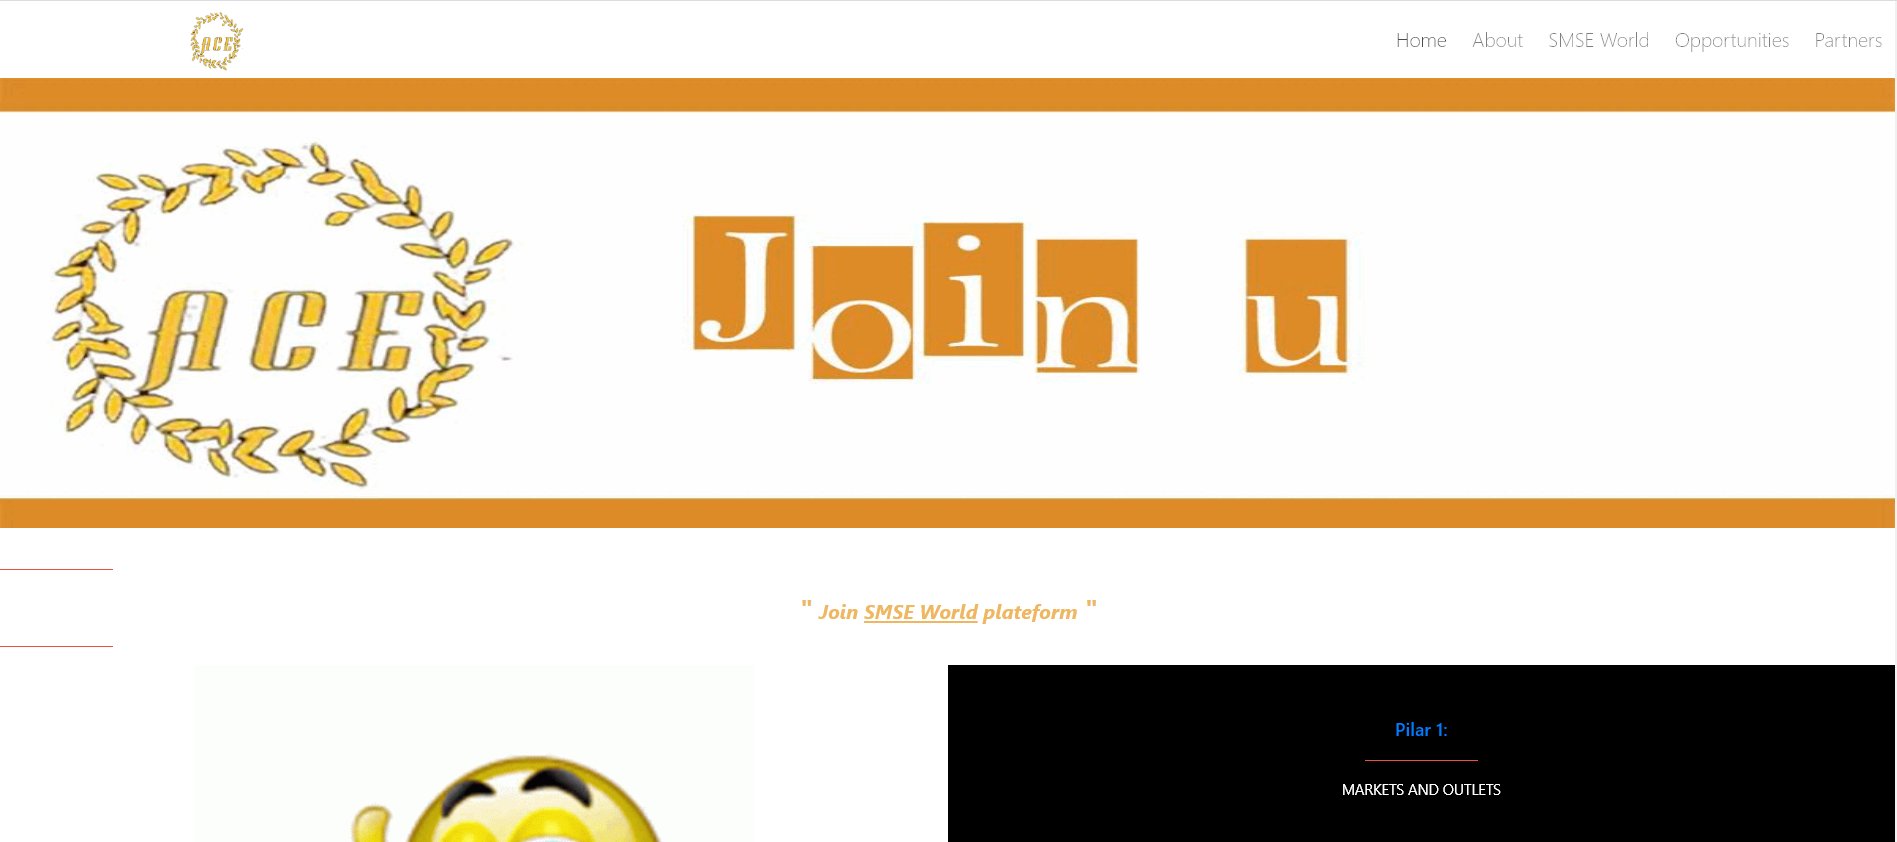 ACE
Home About SMSE World Opportunities Partners
ACE
Join u
" Join SMSE World plateform "
Pilar 1:
MARKETS AND OUTLETS